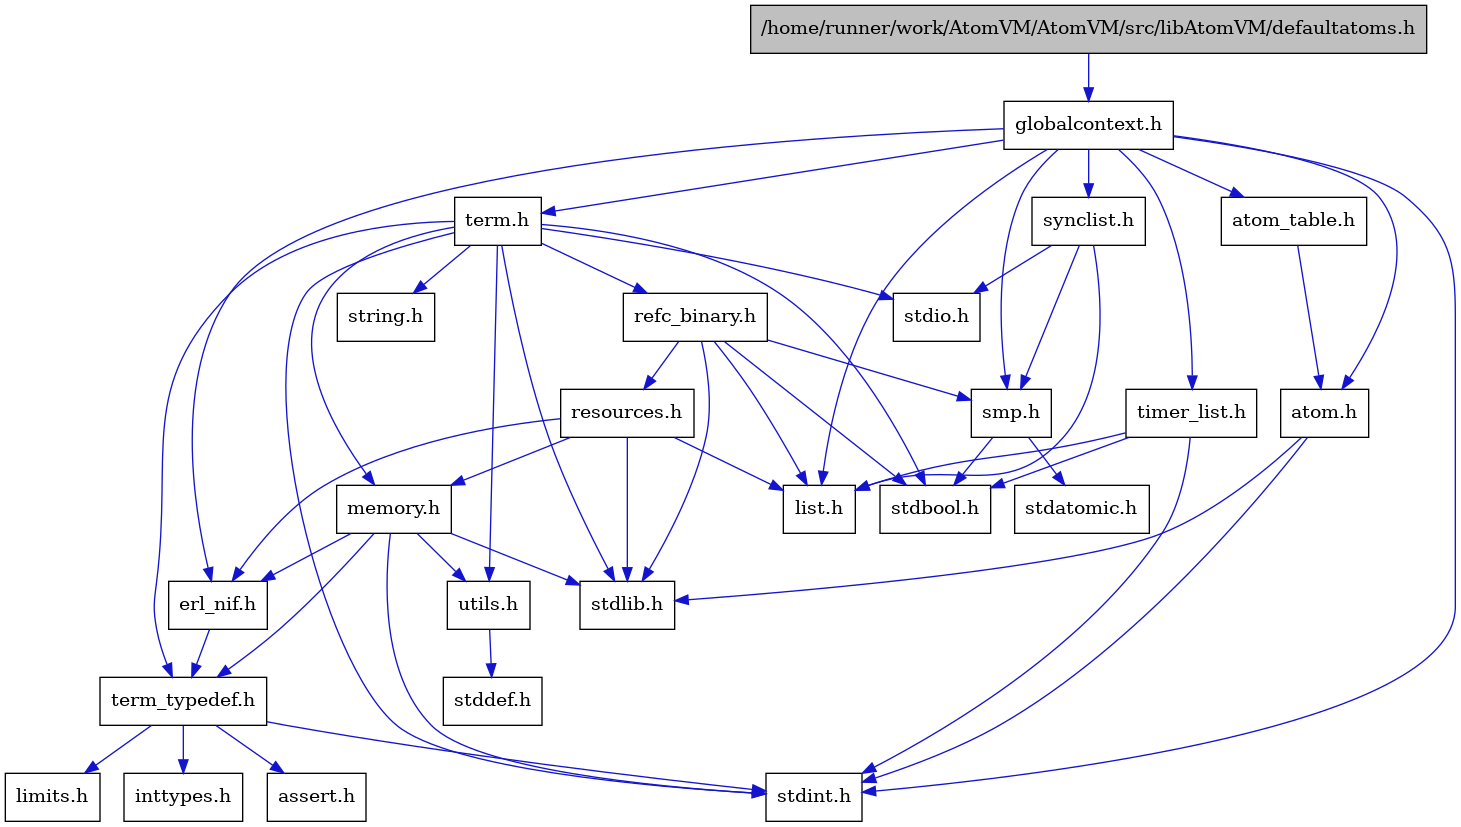 /home/runner/work/AtomVM/AtomVM/src/libAtomVM/defaultatoms.h
globalcontext.h
term.h
synclist.h
atom_table.h
string.h
refc_binary.h
stdio.h
resources.h
smp.h
timer_list.h
atom.h
memory.h
list.h
stdbool.h
stdatomic.h
erl_nif.h
utils.h
stdlib.h
term_typedef.h
stddef.h
limits.h
inttypes.h
assert.h
stdint.h